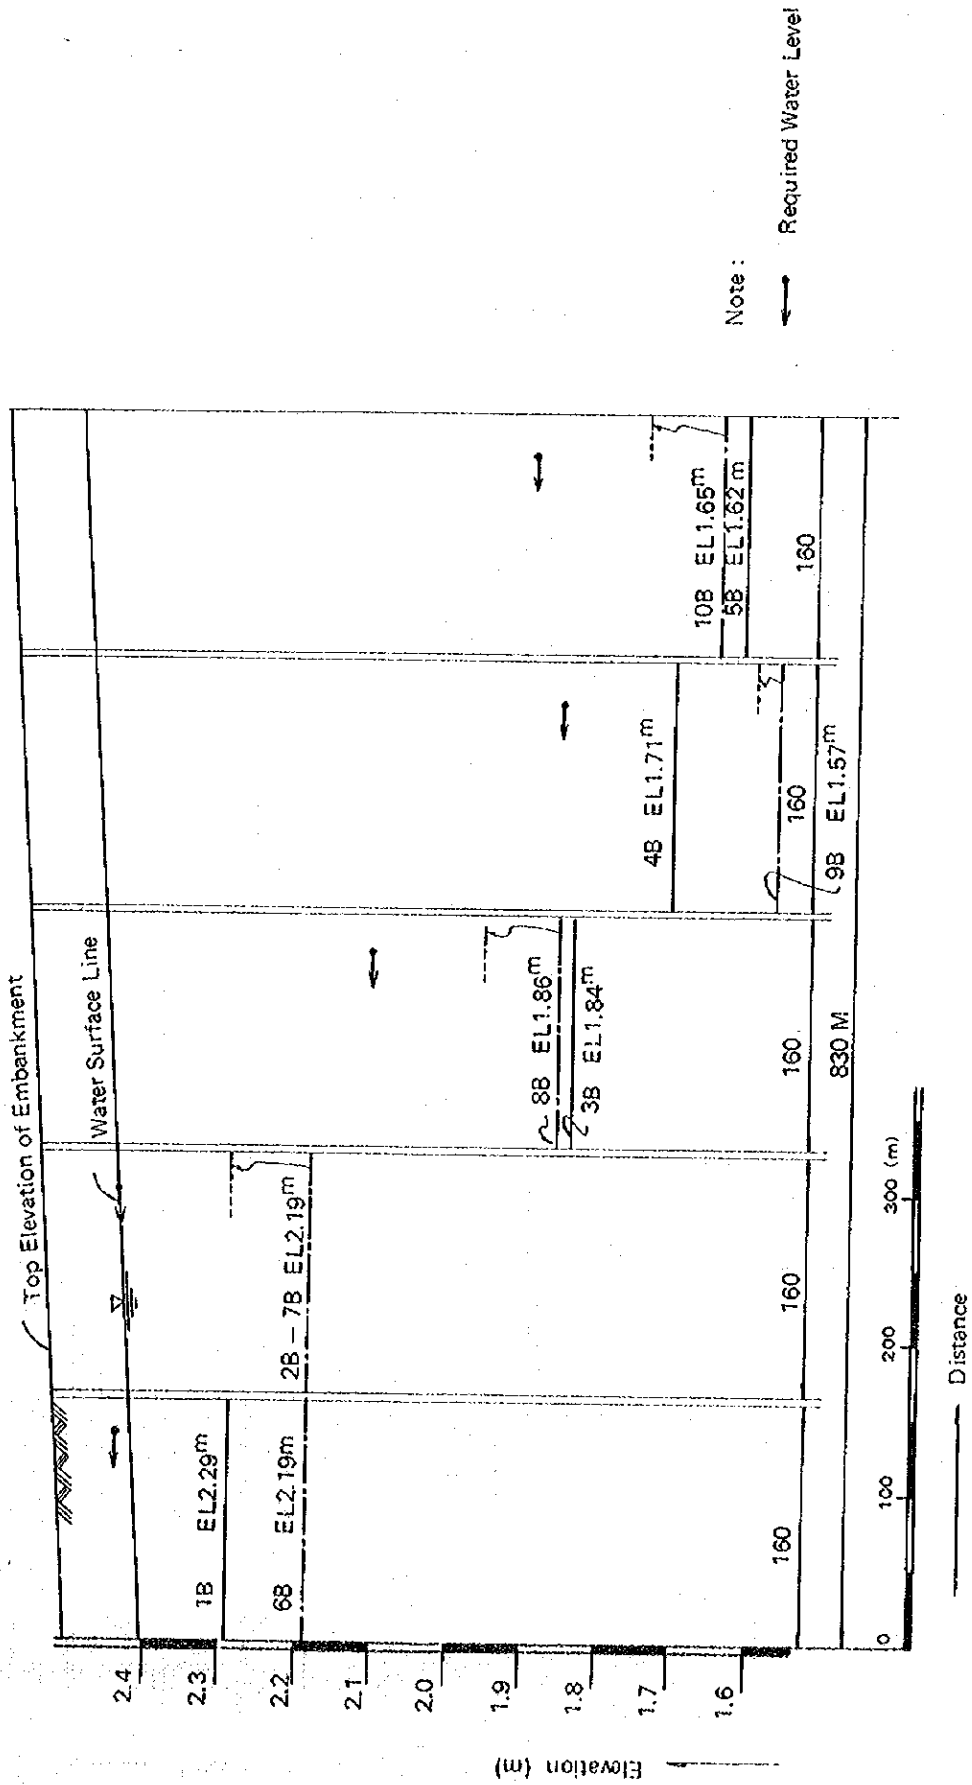 Top Elevation of Embankment
Water Surface Line
1B EL2.29m
6B EL2.19m
2B – 7B EL2.19m
8B EL1.86m
3B EL1.84m
4B EL1.71m
9B EL1.57m
10B EL1.65m
5B EL1.62m
160
160
160
160
160
830 M
Elevation (m)
2.4
2.3
2.2
2.1
2.0
1.9
1.8
1.7
1.6
0
100
200
300 (m)
Distance
Note :
Required Water Level